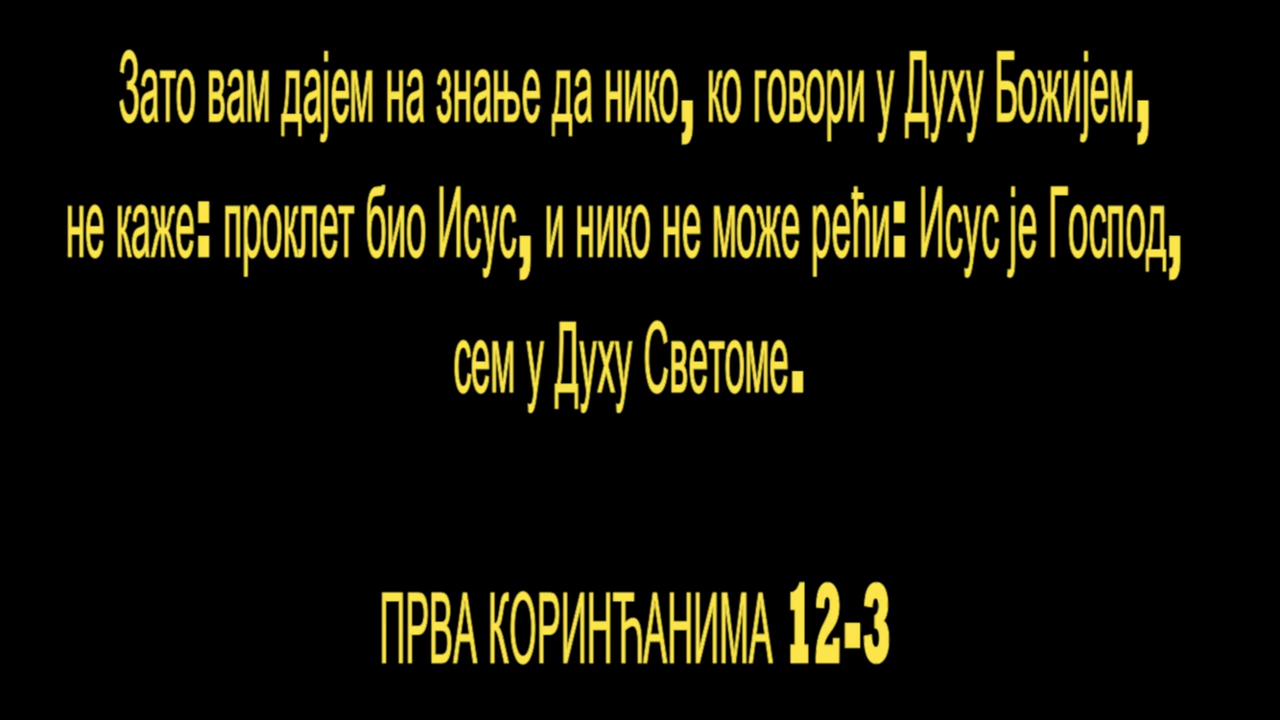 Зато вам дајем на знање да нико, ко говори у Духу Божијем,
не каже: проклет био Исус, и нико не може рећи: Исус је Господ,
сем у Духу Светоме.
ПРВА КОРИНЂАНИМА 12-3